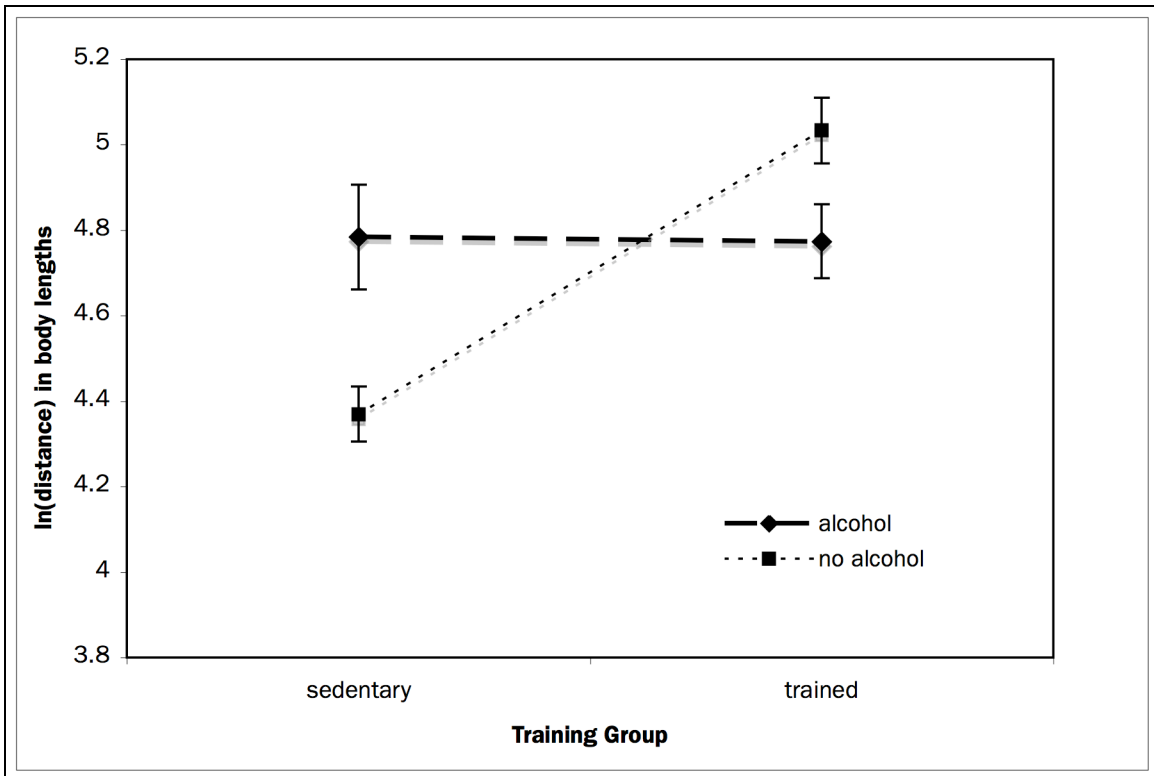 5.2
5
4.8
4.6
4.4
4.2
4
3.8
ln(distance) in body lengths
alcohol
no alcohol
sedentary
trained
Training Group